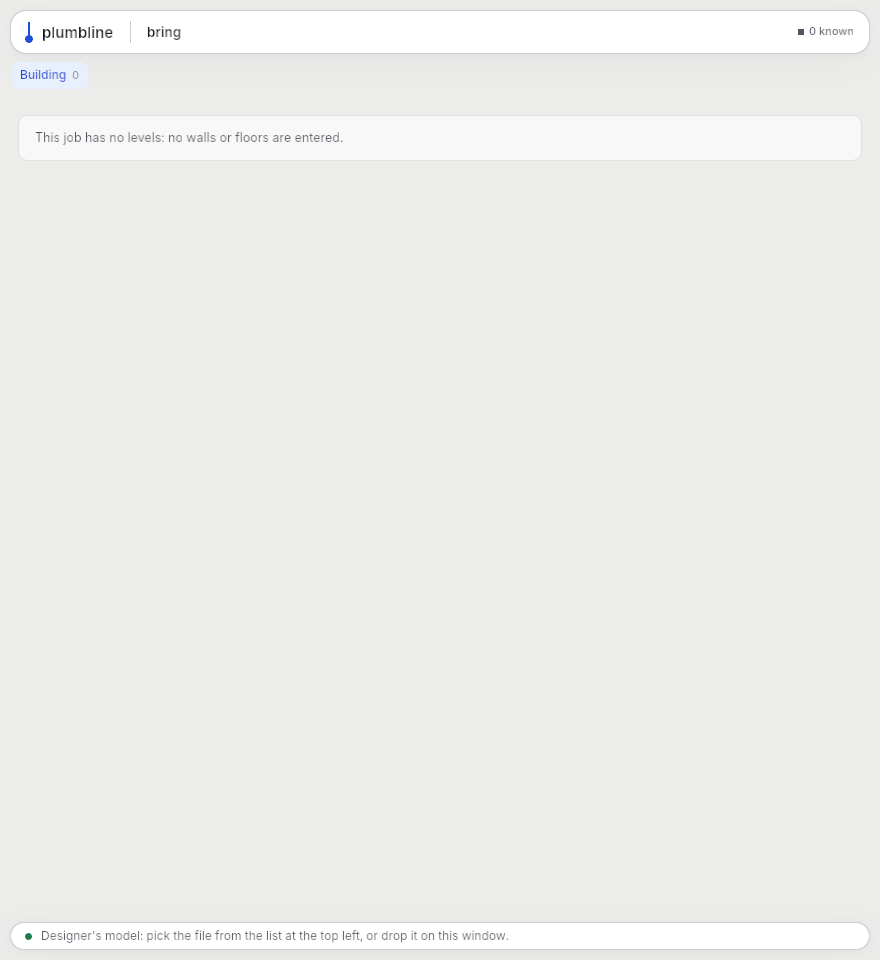 plumbline
bring
0 known
Building 0
This job has no levels: no walls or floors are entered.
Designer's model: pick the file from the list at the top left, or drop it on this window.